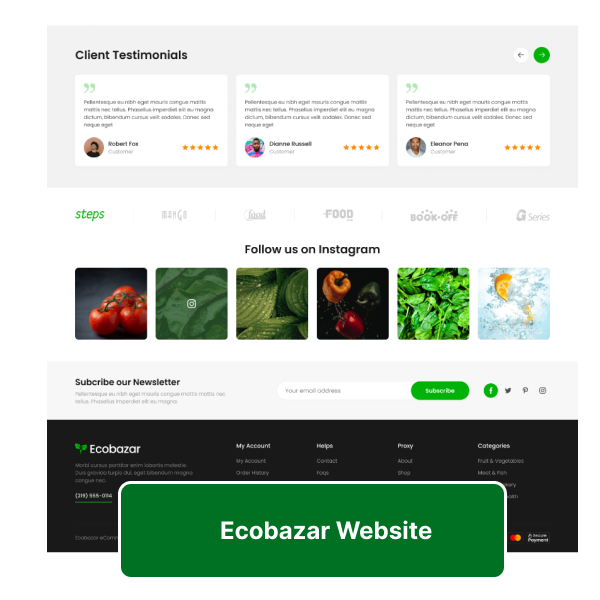 Client Testimonials
Pellentesque eu nibh eget mauris congue mattis
mattis nec tellus. Phasellus imperdiet elit eu magna
dictum, bibendum cursus velit sodales. Donec sed
neque eget
Robert Fox
Customer
Pellentesque eu nibh eget mauris congue mattis
mattis nec tellus. Phasellus imperdiet elit eu magna
dictum, bibendum cursus velit sodales. Donec sed
neque eget
Dianne Russell
Customer
Pellentesque eu nibh eget mauris congue mattis
mattis nec tellus. Phasellus imperdiet elit eu magna
dictum, bibendum cursus velit sodales. Donec sed
neque eget
Eleanor Pena
Customer
steps
MANGO
food
FOOD
BOOK•OFF
G Series
Follow us on Instagram
Subcribe our Newsletter
Pellentesque eu nibh eget mauris congue mattis mattis nec
tellus. Phasellus imperdiet elit eu magna
Your email address
Subscribe
Ecobazar
Morbi cursus porttitor enim lobortis molestie.
Duis gravida turpis dui, eget bibendum magna
congue nec.
(219) 555-0114
My Account
My Account
Order History
Helps
Contact
Faqs
Proxy
About
Shop
Categories
Fruit & Vegetables
Meat & Fish
Ecobazar eComm
Secure
Payment
Ecobazar Website